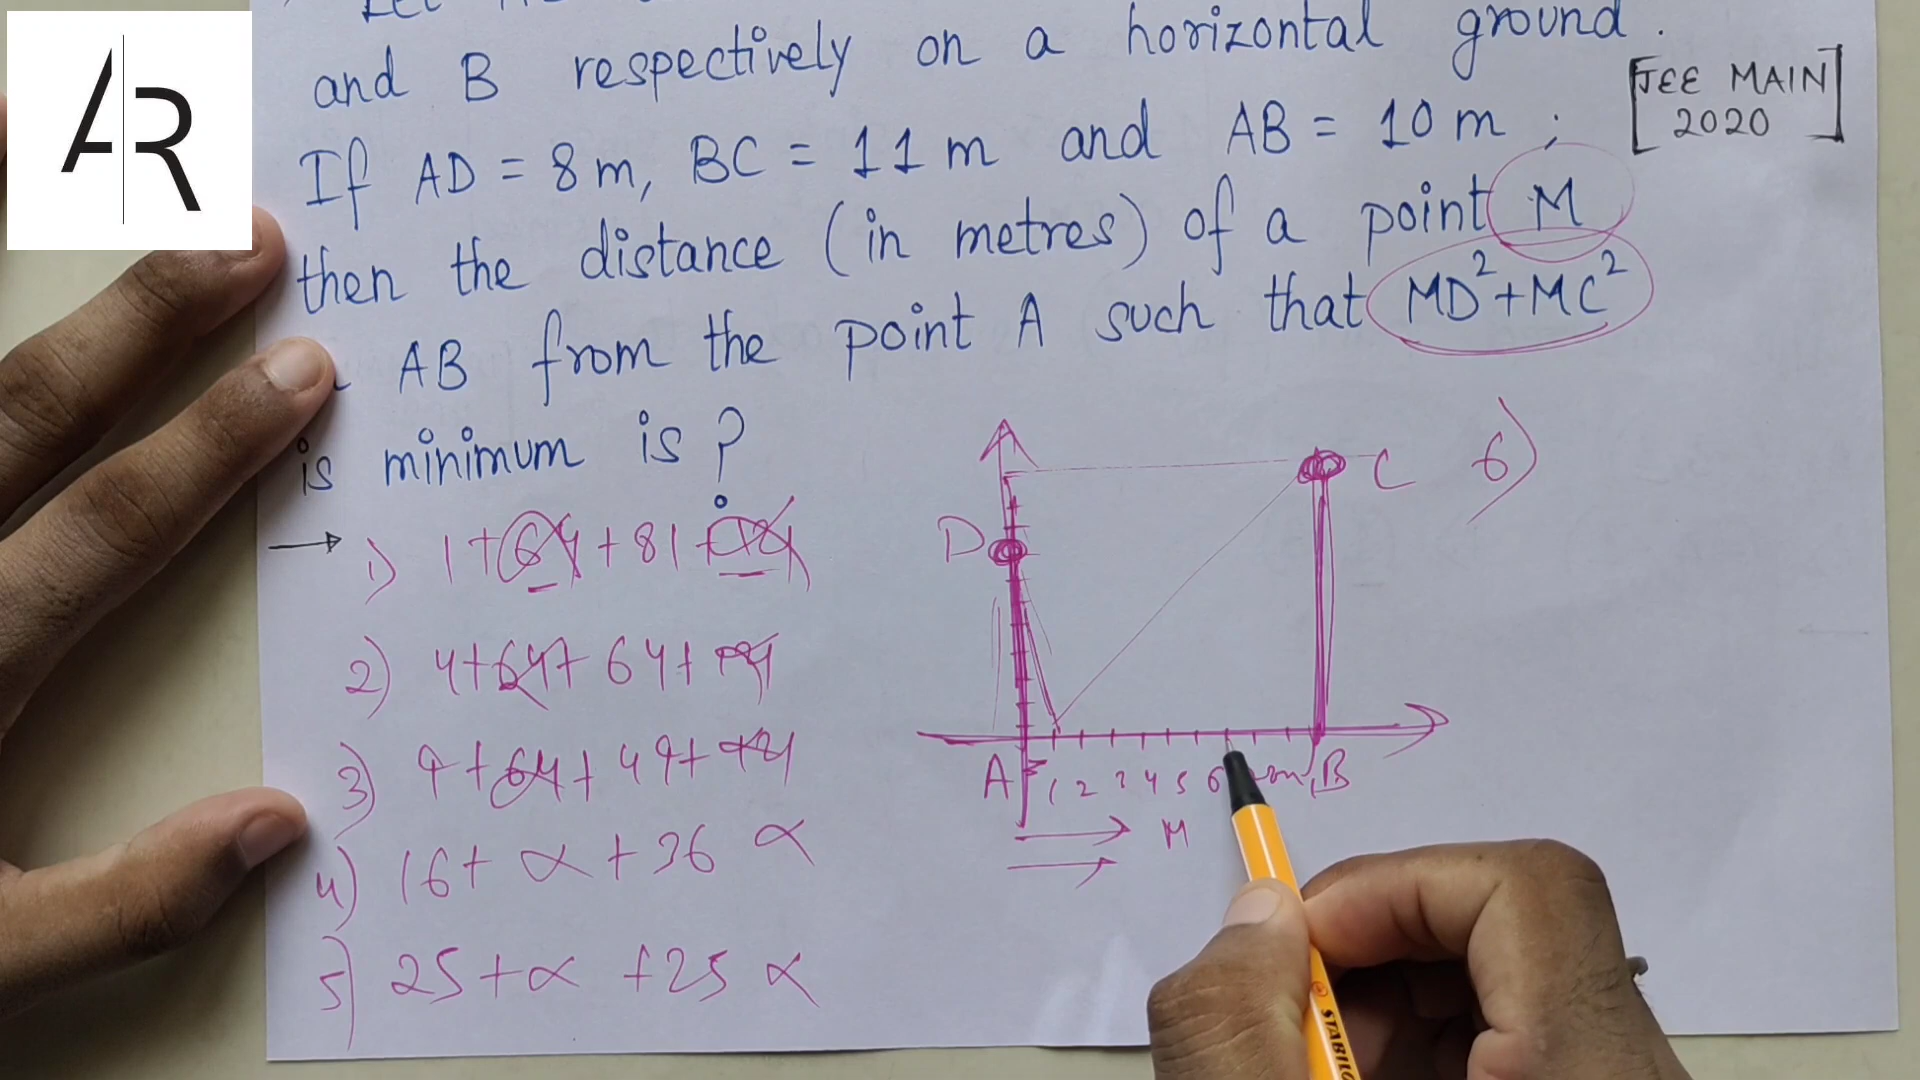 AR
and B respectively on a horizontal ground.
[JEE MAIN 2020]
If AD = 8 m, BC = 11 m and AB = 10 m ;
then the distance (in metres) of a point M
AB from the point A such that MD²+MC²
is minimum is ?
1) 1+64+81+
2) 4+64+64+
3) 9+64+49+
4) 16+ α +36 α
5) 25+α +25 α
6)
D
C
A 1 2 3 4 5 6 B
M
STABILO